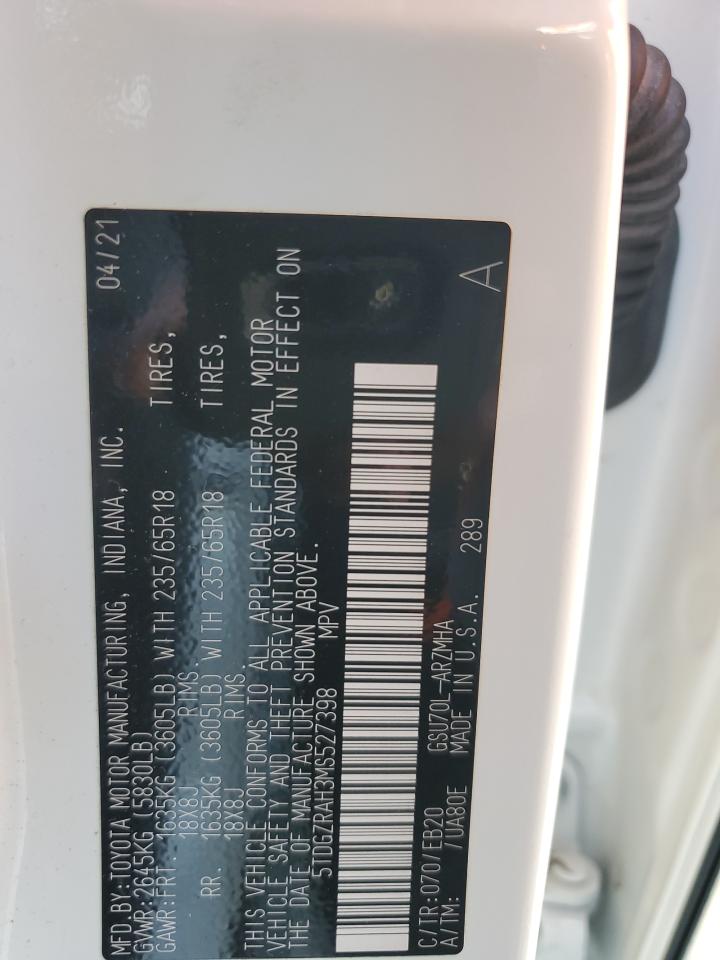 MFD.BY:TOYOTA MOTOR MANUFACTURING, INDIANA, INC. 04/21
GVWR:2645KG (5830LB)
GAWR:FRT. 1635KG (3605LB) WITH 235/65R18 TIRES,
18X8J RIMS.
RR. 1635KG (3605LB) WITH 235/65R18 TIRES,
18X8J RIMS.
THIS VEHICLE CONFORMS TO ALL APPLICABLE FEDERAL MOTOR
VEHICLE SAFETY AND THEFT PREVENTION STANDARDS IN EFFECT ON
THE DATE OF MANUFACTURE SHOWN ABOVE.
5TDGZRAH3MS527398 MPV
C/TR:070/EB20 GSU70L-ARZMHA A
A/TM: /UA80E MADE IN U.S.A. 289